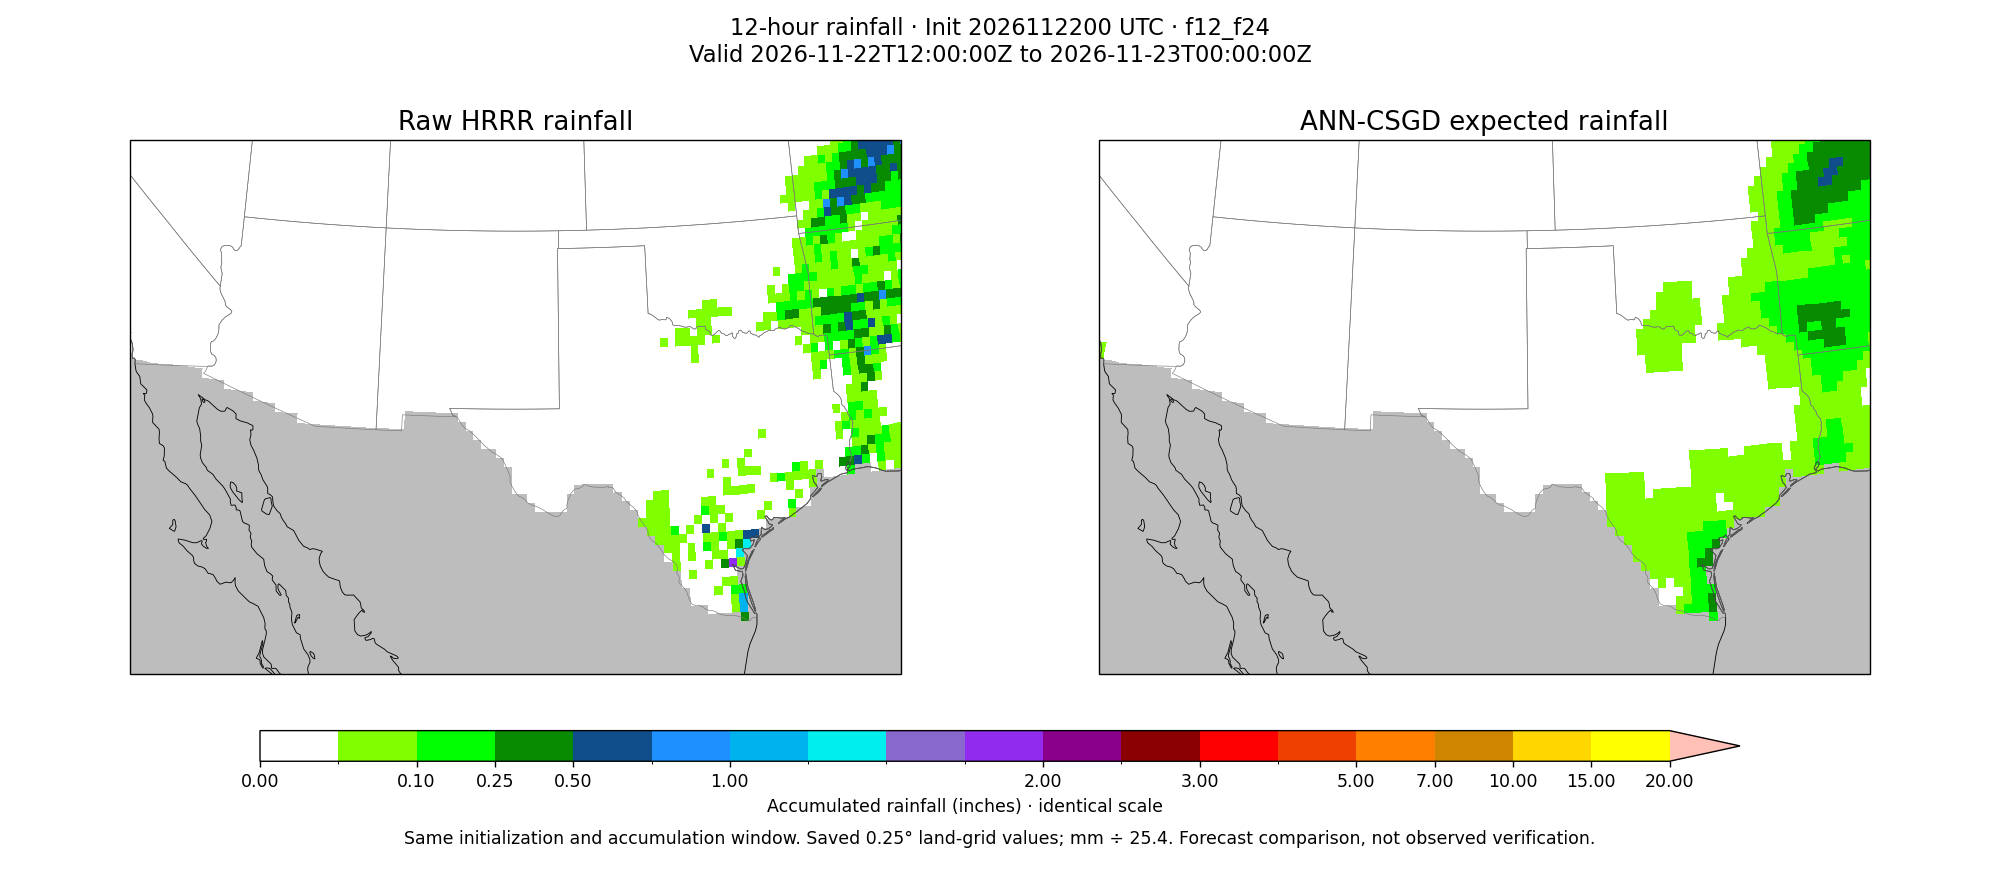 12-hour rainfall · Init 2026112200 UTC · f12_f24
Valid 2026-11-22T12:00:00Z to 2026-11-23T00:00:00Z
Raw HRRR rainfall
ANN-CSGD expected rainfall
0.00 0.10 0.25 0.50 1.00 2.00 3.00 5.00 7.00 10.00 15.00 20.00
Accumulated rainfall (inches) · identical scale
Same initialization and accumulation window. Saved 0.25° land-grid values; mm ÷ 25.4. Forecast comparison, not observed verification.